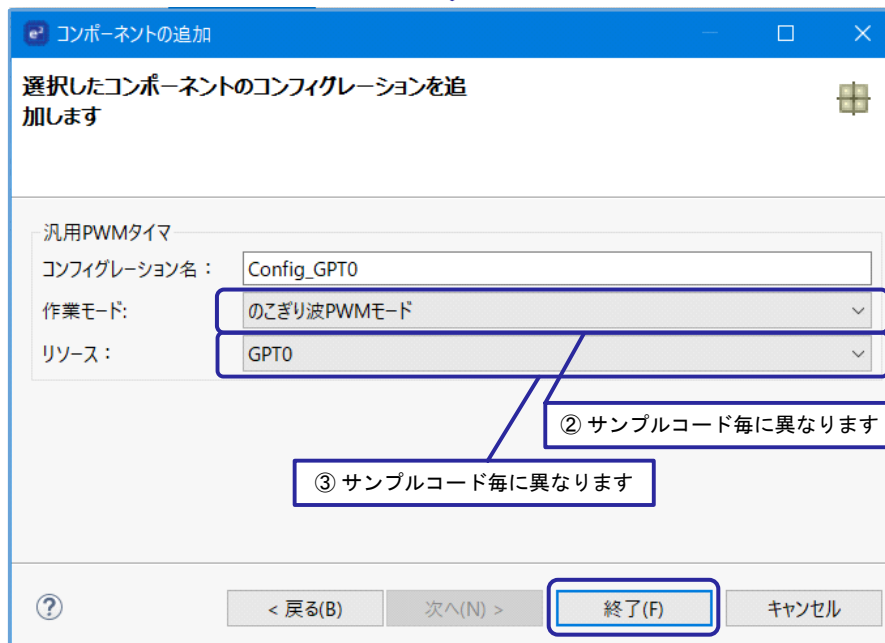 e² コンポーネントの追加
選択したコンポーネントのコンフィグレーションを追
加します
汎用PWMタイマ
コンフィグレーション名： Config_GPT0
作業モード: のこぎり波PWMモード
リソース： GPT0
② サンプルコード毎に異なります
③ サンプルコード毎に異なります
? < 戻る(B) 次へ(N) > 終了(F) キャンセル